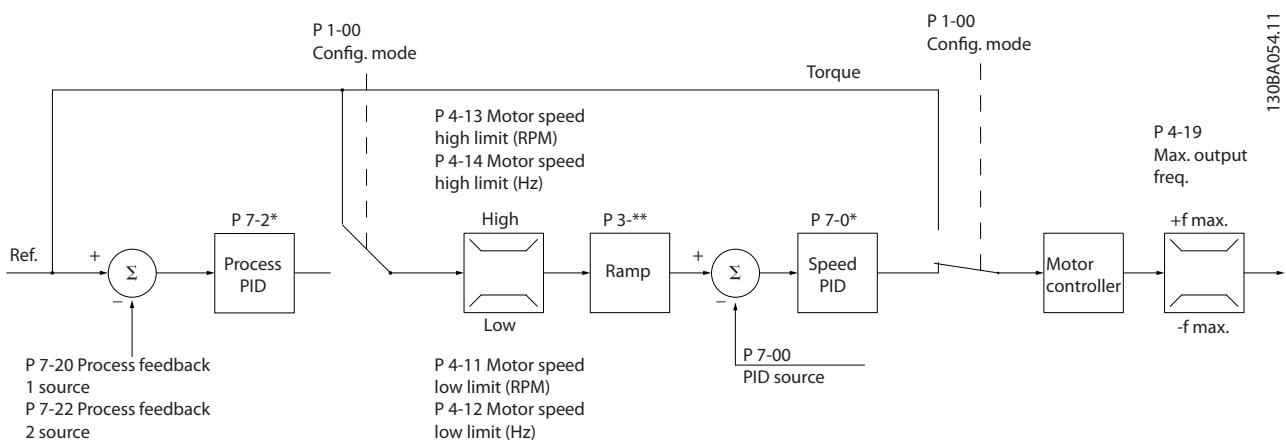 P 1-00
Config. mode
P 1-00
Config. mode
130BA054.11
Torque
P 4-13 Motor speed
high limit (RPM)
P 4-14 Motor speed
high limit (Hz)
P 4-19
Max. output
freq.
Ref.
+
Σ
−
P 7-2*
Process
PID
High
Low
P 3-**
Ramp
+
Σ
−
P 7-0*
Speed
PID
Motor
controller
+f max.
-f max.
P 7-20 Process feedback
1 source
P 7-22 Process feedback
2 source
P 4-11 Motor speed
low limit (RPM)
P 4-12 Motor speed
low limit (Hz)
P 7-00
PID source